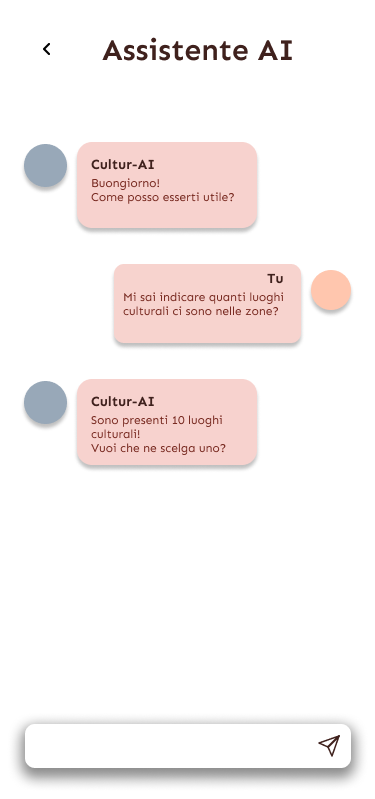 Assistente AI
Cultur-AI
Buongiorno!
Come posso esserti utile?
Tu
Mi sai indicare quanti luoghi
culturali ci sono nelle zone?
Cultur-AI
Sono presenti 10 luoghi
culturali!
Vuoi che ne scelga uno?